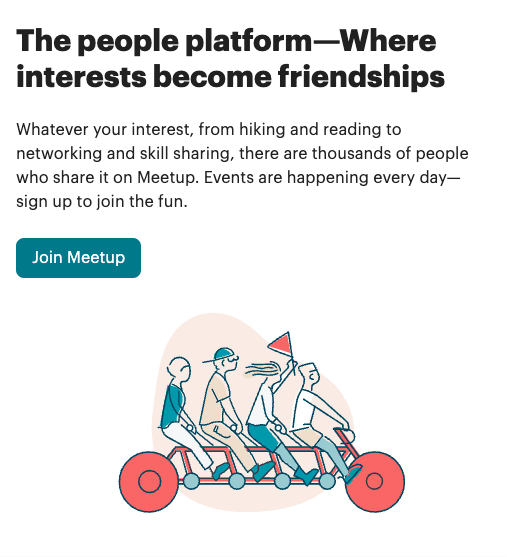 The people platform—Where
interests become friendships
Whatever your interest, from hiking and reading to
networking and skill sharing, there are thousands of people
who share it on Meetup. Events are happening every day—
sign up to join the fun.
Join Meetup